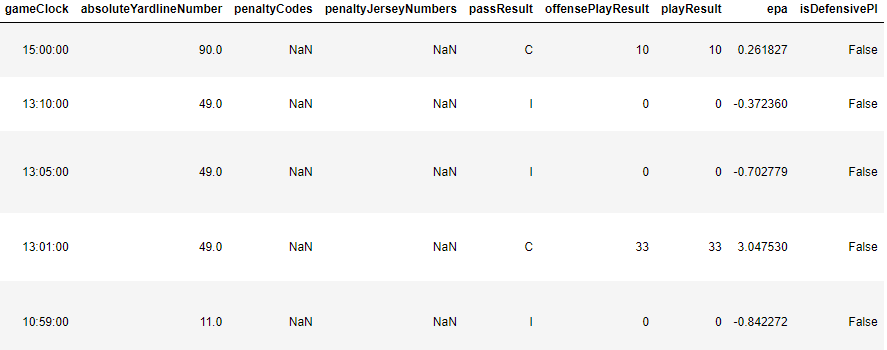 gameClock absoluteYardlineNumber penaltyCodes penaltyJerseyNumbers passResult offensePlayResult playResult epa isDefensivePI
15:00:00 90.0 NaN NaN C 10 10 0.261827 False
13:10:00 49.0 NaN NaN I 0 0 -0.372360 False
13:05:00 49.0 NaN NaN I 0 0 -0.702779 False
13:01:00 49.0 NaN NaN C 33 33 3.047530 False
10:59:00 11.0 NaN NaN I 0 0 -0.842272 False